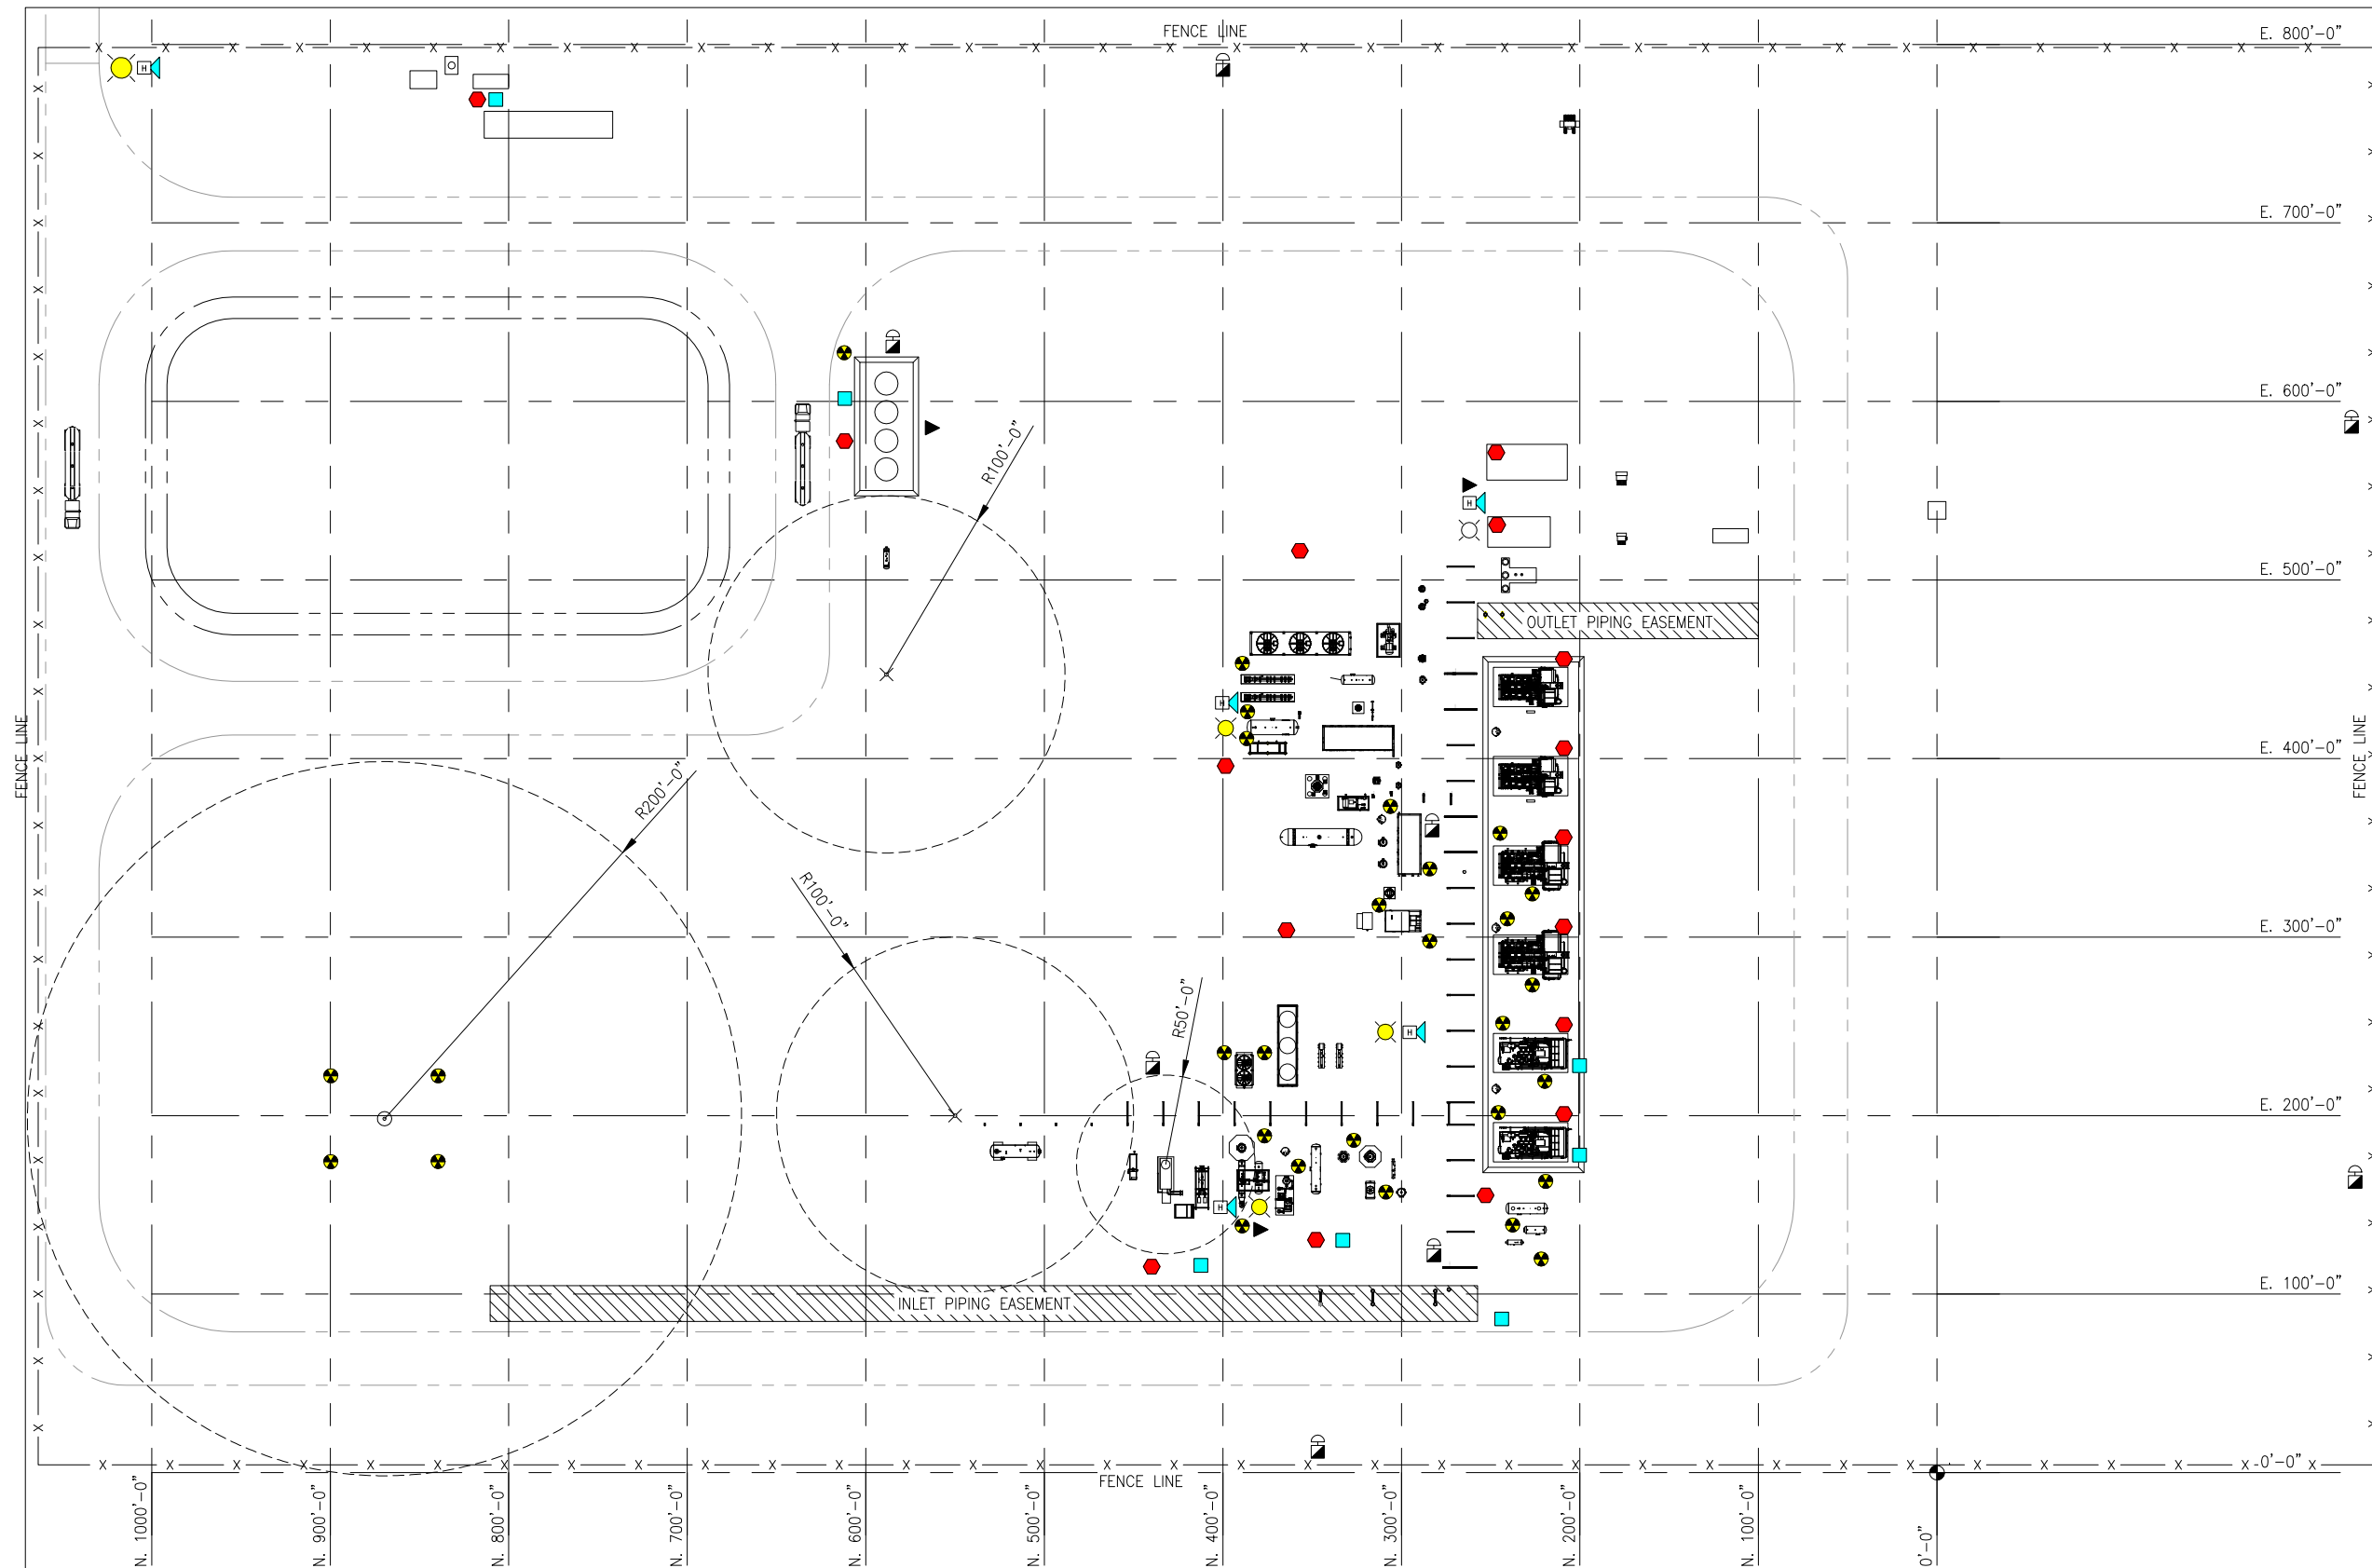 FENCE LINE
E. 800'-0"
H
E. 700'-0"
E. 600'-0"
R100'-0"
H
E. 500'-0"
OUTLET PIPING EASEMENT
H
FENCE LINE
FENCE LINE
E. 400'-0"
R200'-0"
R100'-0"
E. 300'-0"
R50'-0"
H
E. 200'-0"
H
E. 100'-0"
INLET PIPING EASEMENT
0'-0"
FENCE LINE
N. 1000'-0"
N. 900'-0"
N. 800'-0"
N. 700'-0"
N. 600'-0"
N. 500'-0"
N. 400'-0"
N. 300'-0"
N. 200'-0"
N. 100'-0"
0'-0"